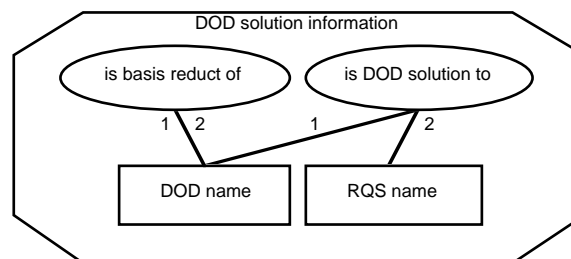 DOD solution information
is basis reduct of
is DOD solution to
1 2 1 2
DOD name
RQS name